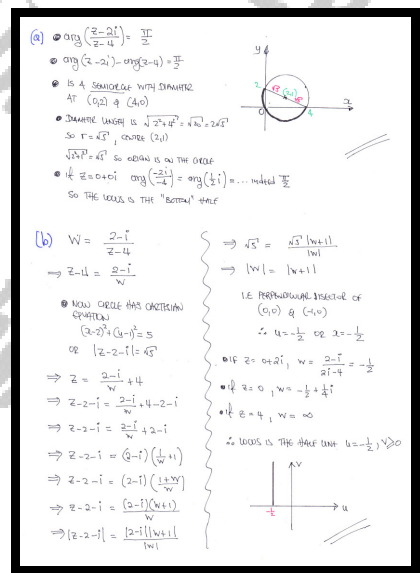 (a) • arg((z-2i)/(z-4)) = π/2
• arg(z-2i) - arg(z-4) = π/2
• IS A SEMICIRCLE WITH DIAMETER
AT (0,2) & (4,0)
• DIAMETER LENGTH IS √(2²+4²) = √20 = 2√5
SO r = √5, CENTRE (2,1)
√(2²+1²) = √5 SO ORIGIN IS ON THE CIRCLE
• If z = 0+0i arg(-2i/-4) = arg(½i) = ... indeed π/2
SO THE LOCUS IS THE "BOTTOM" HALF
y
2
√5
(2,1)
√5
O
4
x
(b) W = (2-i)/(z-4)
⇒ z-4 = (2-i)/w
• NOW CIRCLE HAS CARTESIAN
EQUATION
(x-2)²+(y-1)² = 5
OR |z-2-i| = √5
⇒ z = (2-i)/w + 4
⇒ z-2-i = (2-i)/w + 4-2-i
⇒ z-2-i = (2-i)/w + 2-i
⇒ z-2-i = (2-i)(1/w + 1)
⇒ z-2-i = (2-i)((1+w)/w)
⇒ z-2-i = (2-i)(w+1)/w
⇒ |z-2-i| = |2-i||w+1|/|w|
⇒ √5 = √5|w+1|/|w|
⇒ |w| = |w+1|
I.E PERPENDICULAR BISECTOR OF
(0,0) & (-1,0)
∴ u = -½ OR x = -½
• IF z = 0+2i, w = (2-i)/(2i-4) = -½
• if z = 0, w = -½ + ¼i
• if z = 4, w = ∞
∴ LOCUS IS THE HALF LINE u = -½, V ≥ 0
V
-½
u